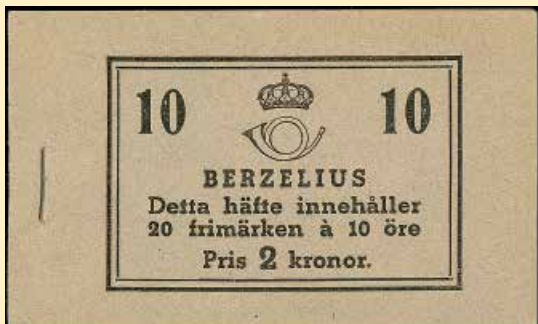 10 10
BERZELIUS
Detta häfte innehåller
20 frimärken à 10 öre
Pris 2 kronor.